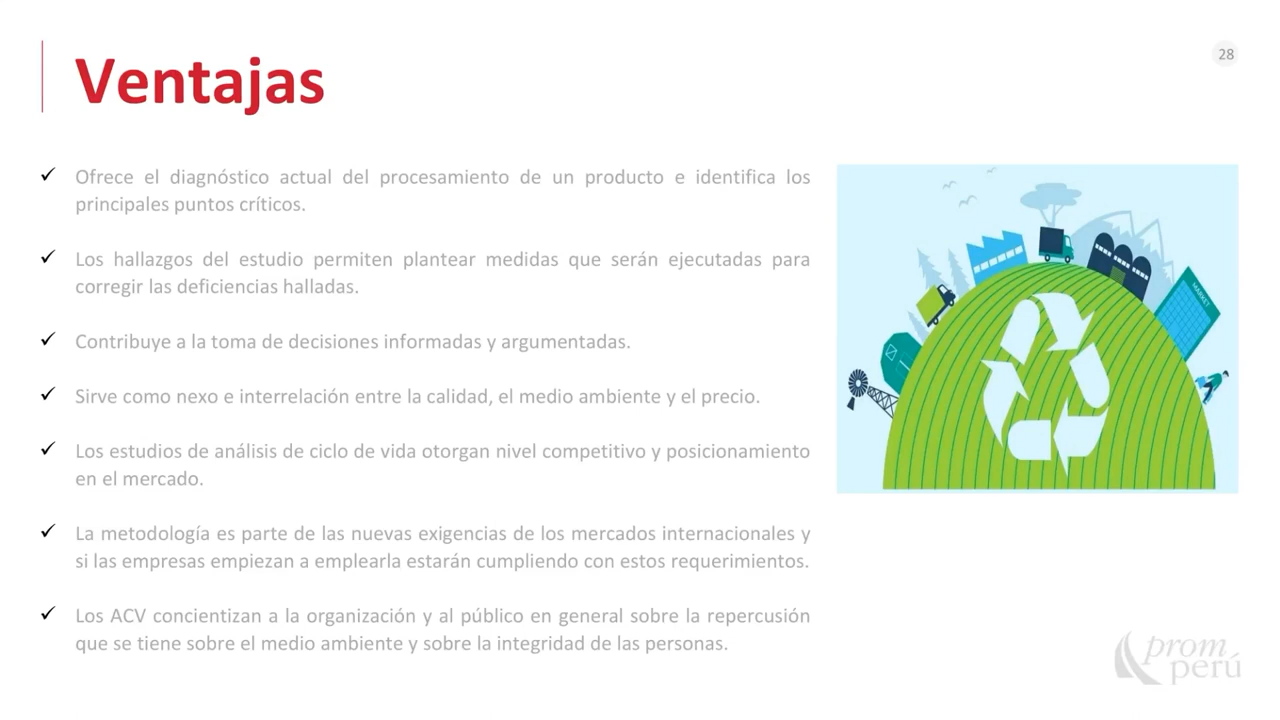 28
Ventajas
✓ Ofrece el diagnóstico actual del procesamiento de un producto e identifica los
principales puntos críticos.
✓ Los hallazgos del estudio permiten plantear medidas que serán ejecutadas para
corregir las deficiencias halladas.
✓ Contribuye a la toma de decisiones informadas y argumentadas.
✓ Sirve como nexo e interrelación entre la calidad, el medio ambiente y el precio.
✓ Los estudios de análisis de ciclo de vida otorgan nivel competitivo y posicionamiento
en el mercado.
✓ La metodología es parte de las nuevas exigencias de los mercados internacionales y
si las empresas empiezan a emplearla estarán cumpliendo con estos requerimientos.
✓ Los ACV concientizan a la organización y al público en general sobre la repercusión
que se tiene sobre el medio ambiente y sobre la integridad de las personas.
MARKET
prom
perú